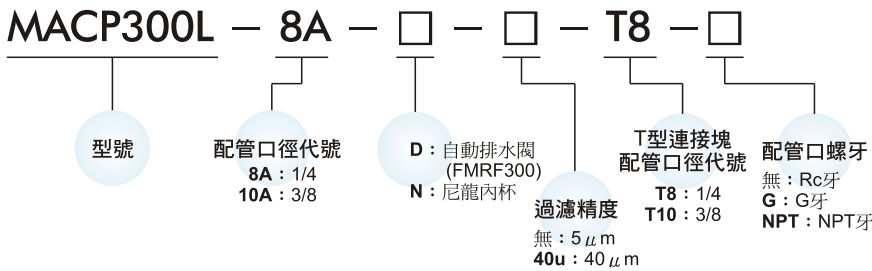 MACP300L － 8A － □ － □ － T8 － □
型號
配管口徑代號
8A：1/4
10A：3/8
D：自動排水閥
(FMRF300)
N：尼龍內杯
過濾精度
無：5μm
40u：40μm
T型連接塊
配管口徑代號
T8：1/4
T10：3/8
配管口螺牙
無：Rc牙
G：G牙
NPT：NPT牙